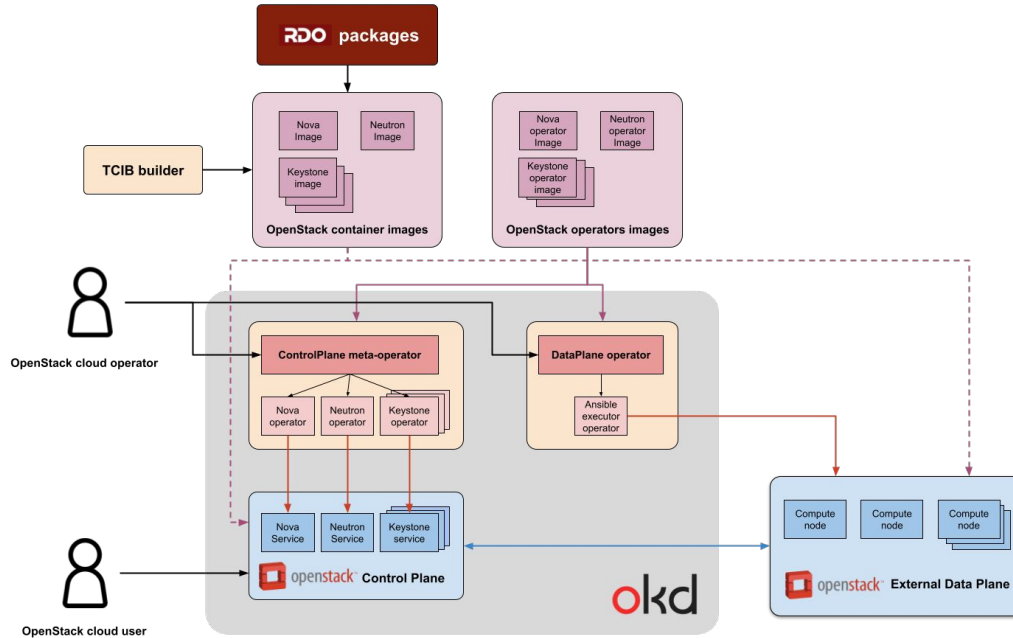 RDO packages
Nova
Image
Neutron
Image
Keystone
image
OpenStack container images
Nova
operator
Image
Neutron
operator
Image
Keystone
operator
image
OpenStack operators images
TCIB builder
OpenStack cloud operator
ControlPlane meta-operator
Nova
operator
Neutron
operator
Keystone
operator
DataPlane operator
Ansible
executor
operator
Nova
Service
Neutron
Service
Keystone
service
openstack Control Plane
Compute
node
Compute
node
Compute
node
openstack External Data Plane
okd
OpenStack cloud user